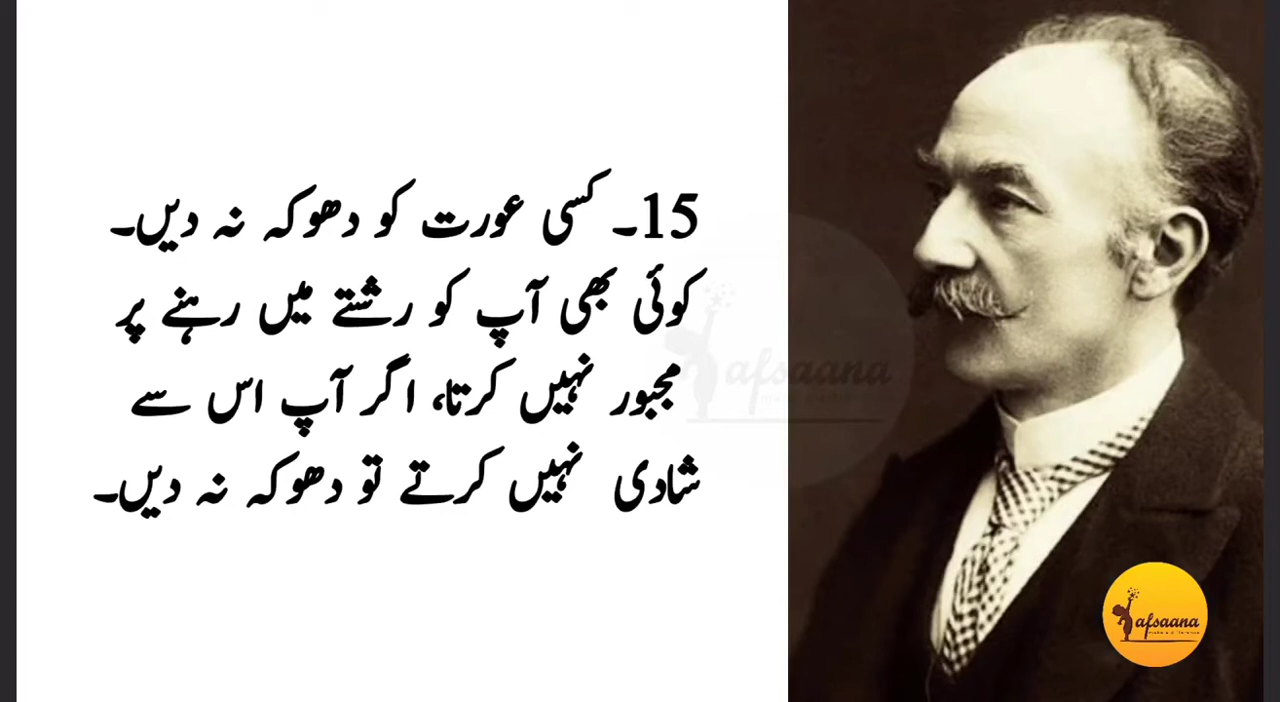 15۔ کسی عورت کو دھوکہ نہ دیں۔
کوئی بھی آپ کو رشتے میں رہنے پر
مجبور نہیں کرتا، اگر آپ اس سے
شادی نہیں کرتے تو دھوکہ نہ دیں۔
afsaana
afsaana